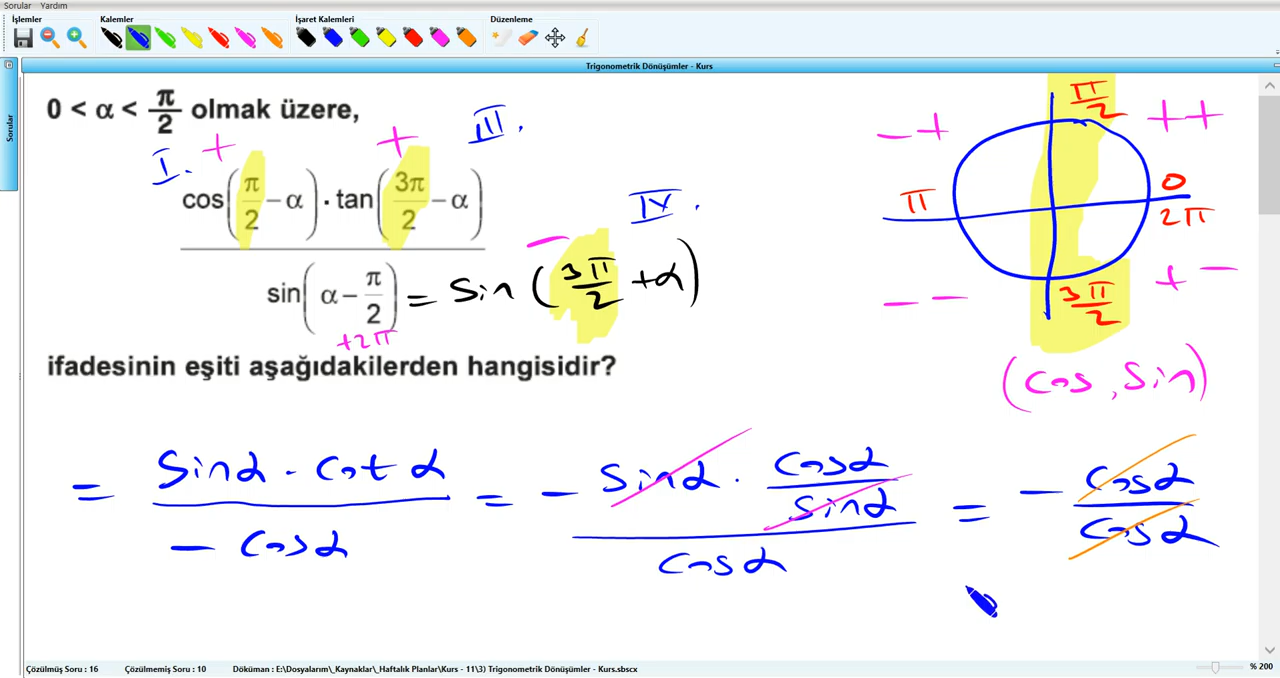 Sorular Yardım
İşlemler Kalemler İşaret Kalemleri Düzenleme
Trigonometrik Dönüşümler - Kurs
Sorular
0 < α < π/2 olmak üzere,
I. + + III.
cos(π/2 − α) · tan(3π/2 − α)
IV.
−
sin(α − π/2) = Sin(3π/2 + α)
+2π
ifadesinin eşiti aşağıdakilerden hangisidir?
π/2
− + + +
π 0
2π
− − + −
3π/2
(Cos, Sin)
= Sinα · Cotα / − Cosα = − Sinα · Cosα/Sinα / Cosα = − Cosα/Cosα
Çözülmüş Soru : 16 Çözülmemiş Soru : 10 Döküman : E:\Dosyalarım\_Kaynaklar\_Haftalık Planlar\Kurs - 11\3) Trigonometrik Dönüşümler - Kurs.sbscx % 200